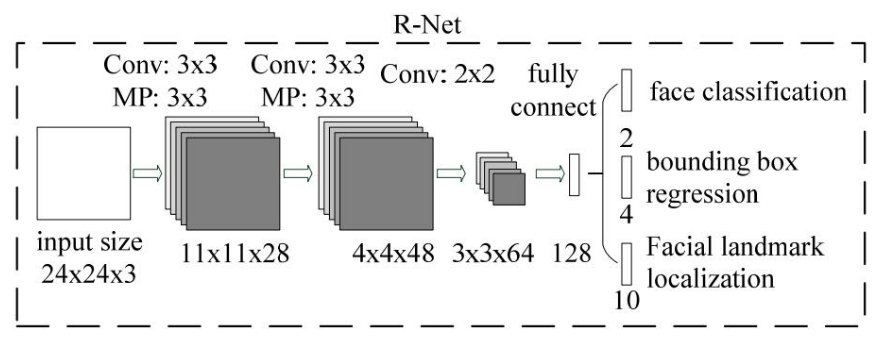 R-Net
Conv: 3x3
MP: 3x3
Conv: 3x3
MP: 3x3
Conv: 2x2
fully
connect
face classification
2
bounding box
regression
4
Facial landmark
localization
10
input size
24x24x3
11x11x28
4x4x48
3x3x64
128